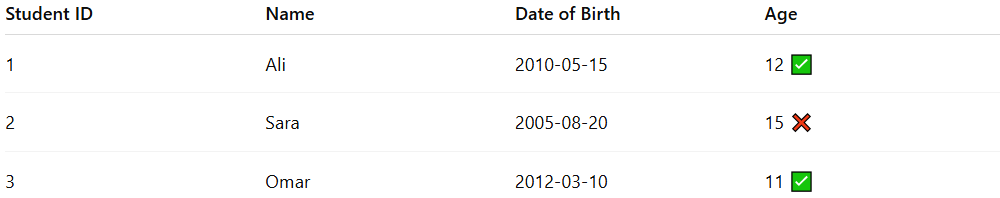 Student ID Name Date of Birth Age
1 Ali 2010-05-15 12 ✅
2 Sara 2005-08-20 15 ❌
3 Omar 2012-03-10 11 ✅